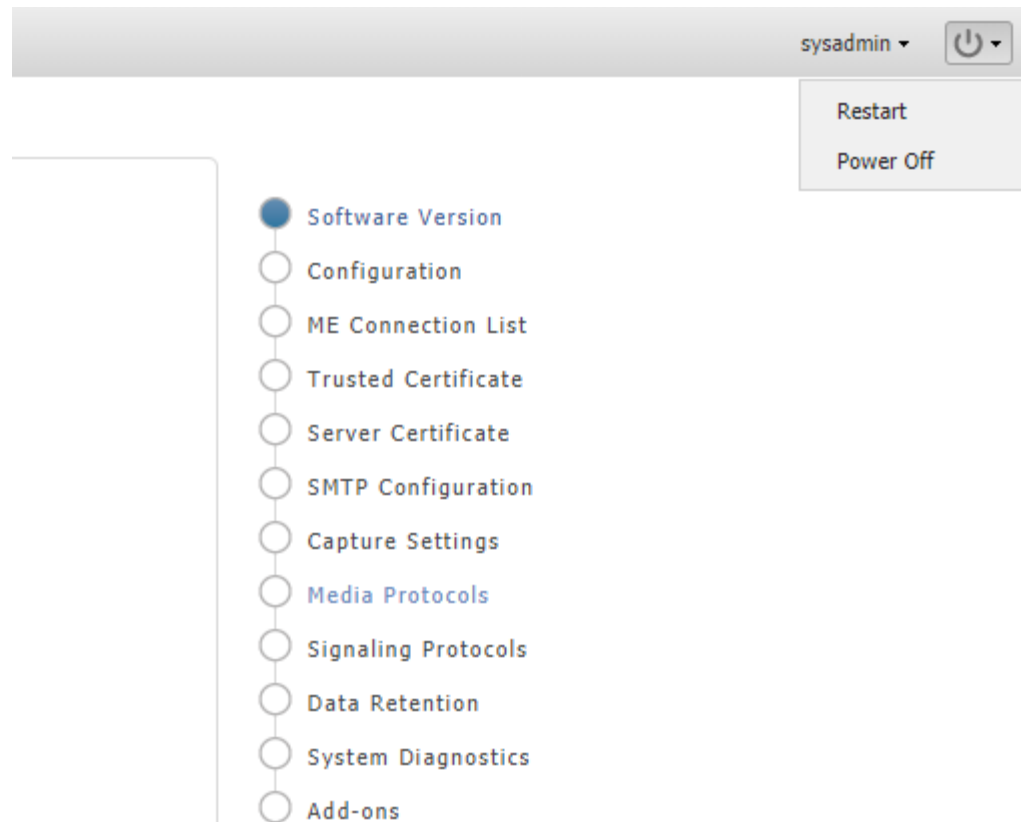 sysadmin
Restart
Power Off
Software Version
Configuration
ME Connection List
Trusted Certificate
Server Certificate
SMTP Configuration
Capture Settings
Media Protocols
Signaling Protocols
Data Retention
System Diagnostics
Add-ons